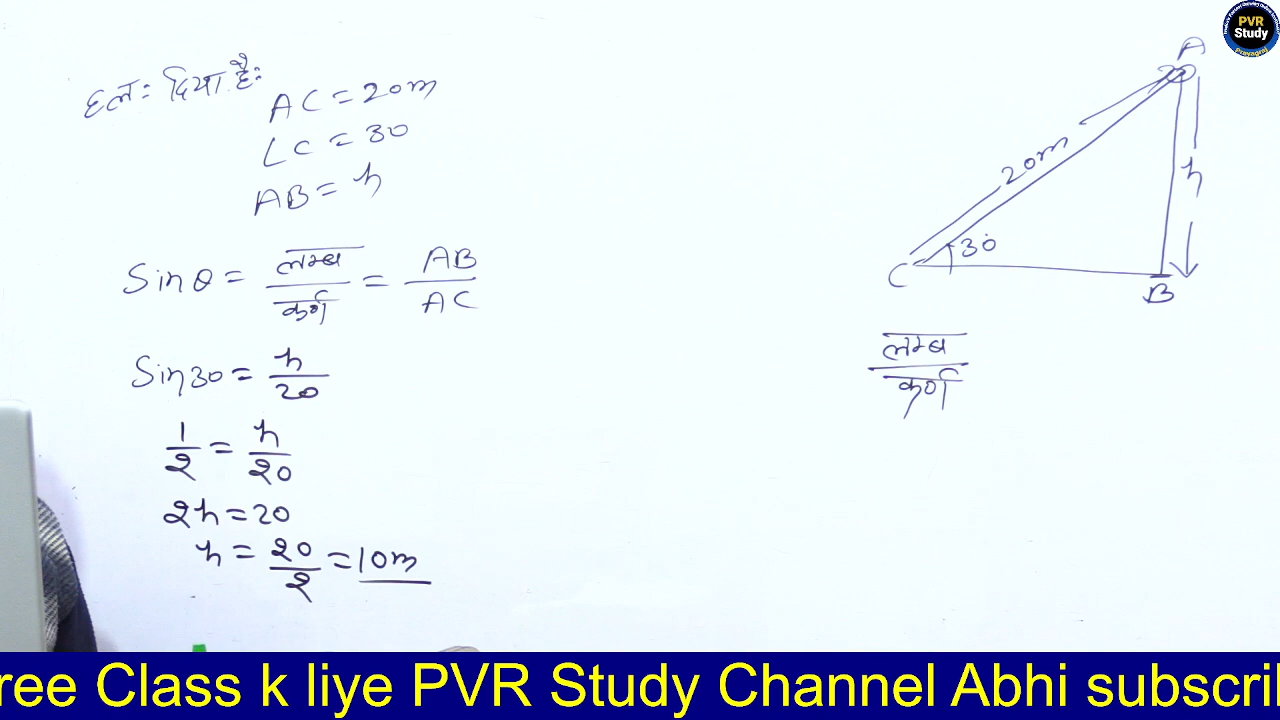 हल: दिया है:
AC = 20m
∠C = 30
AB = h
Sin θ = लम्ब / कर्ण = AB / AC
Sin 30 = h / 20
1 / 2 = h / 20
2h = 20
h = 20 / 2 = 10m
A
20m
h
30°
C
B
लम्ब
कर्ण
PVR
Study
Prayagraj
ree Class k liye PVR Study Channel Abhi subscri